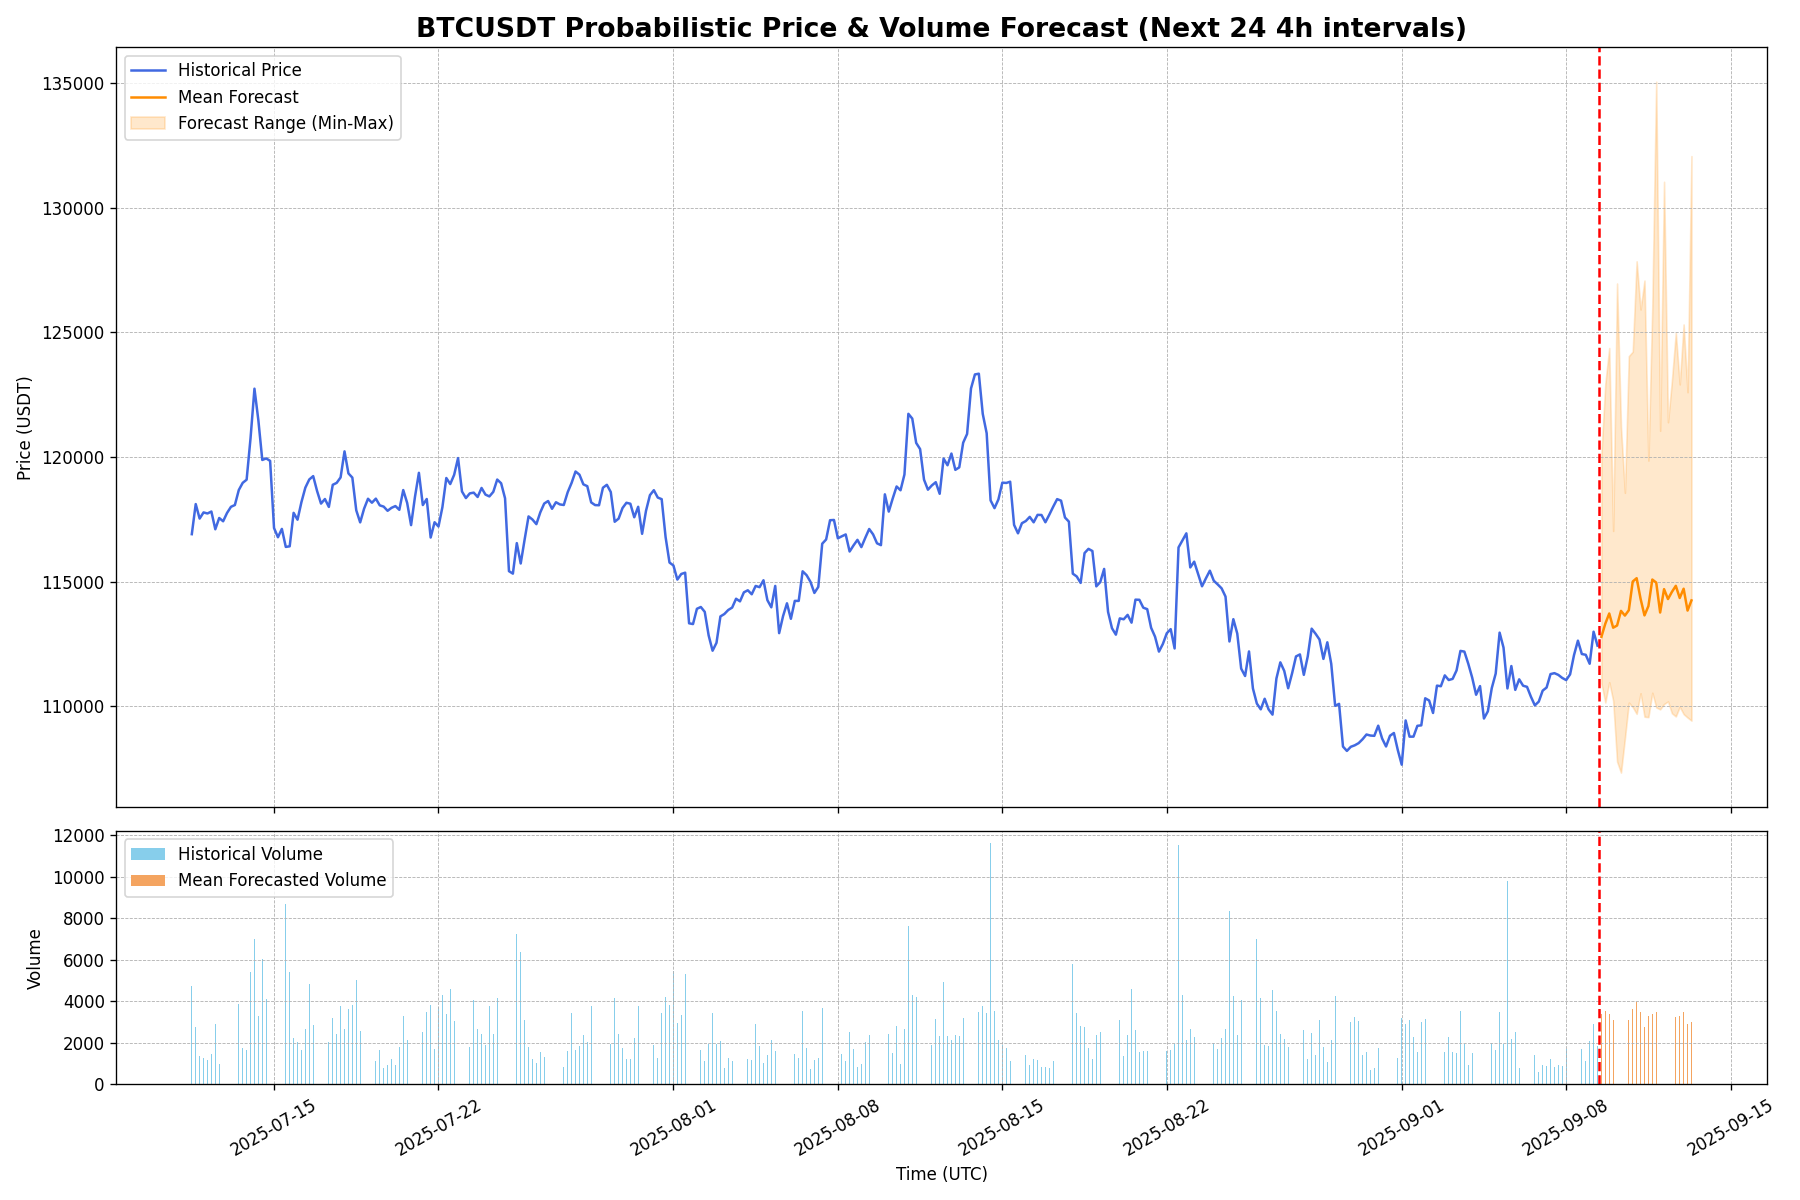 BTCUSDT Probabilistic Price & Volume Forecast (Next 24 4h intervals)
Historical Price
Mean Forecast
Forecast Range (Min-Max)
135000
130000
125000
120000
115000
110000
Price (USDT)
Historical Volume
Mean Forecasted Volume
12000
10000
8000
6000
4000
2000
0
Volume
2025-07-15
2025-07-22
2025-08-01
2025-08-08
2025-08-15
2025-08-22
2025-09-01
2025-09-08
2025-09-15
Time (UTC)